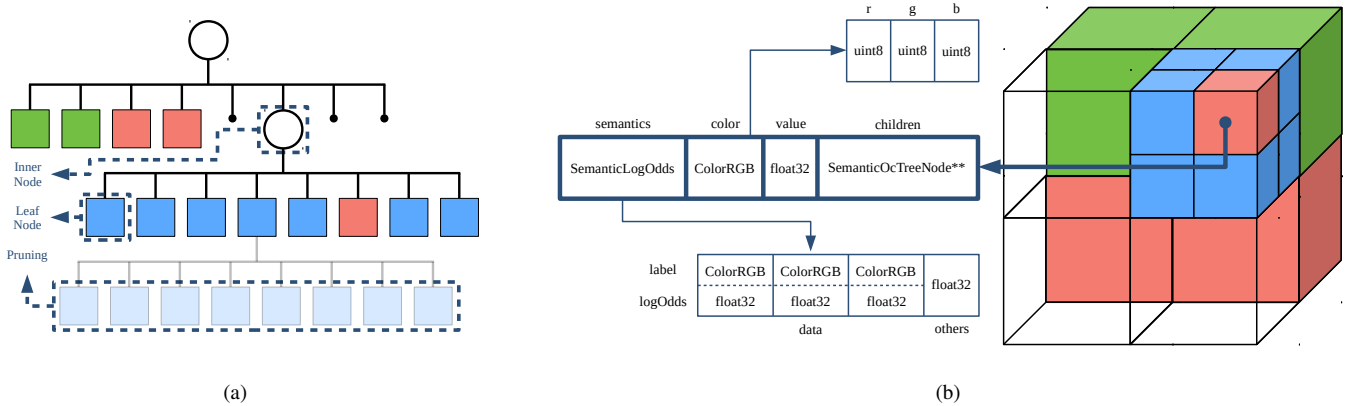 Inner
Node
Leaf
Node
Pruning
(a)
r g b
uint8 uint8 uint8
semantics color value children
SemanticLogOdds ColorRGB float32 SemanticOcTreeNode**
label ColorRGB ColorRGB ColorRGB float32
logOdds float32 float32 float32
data others
(b)